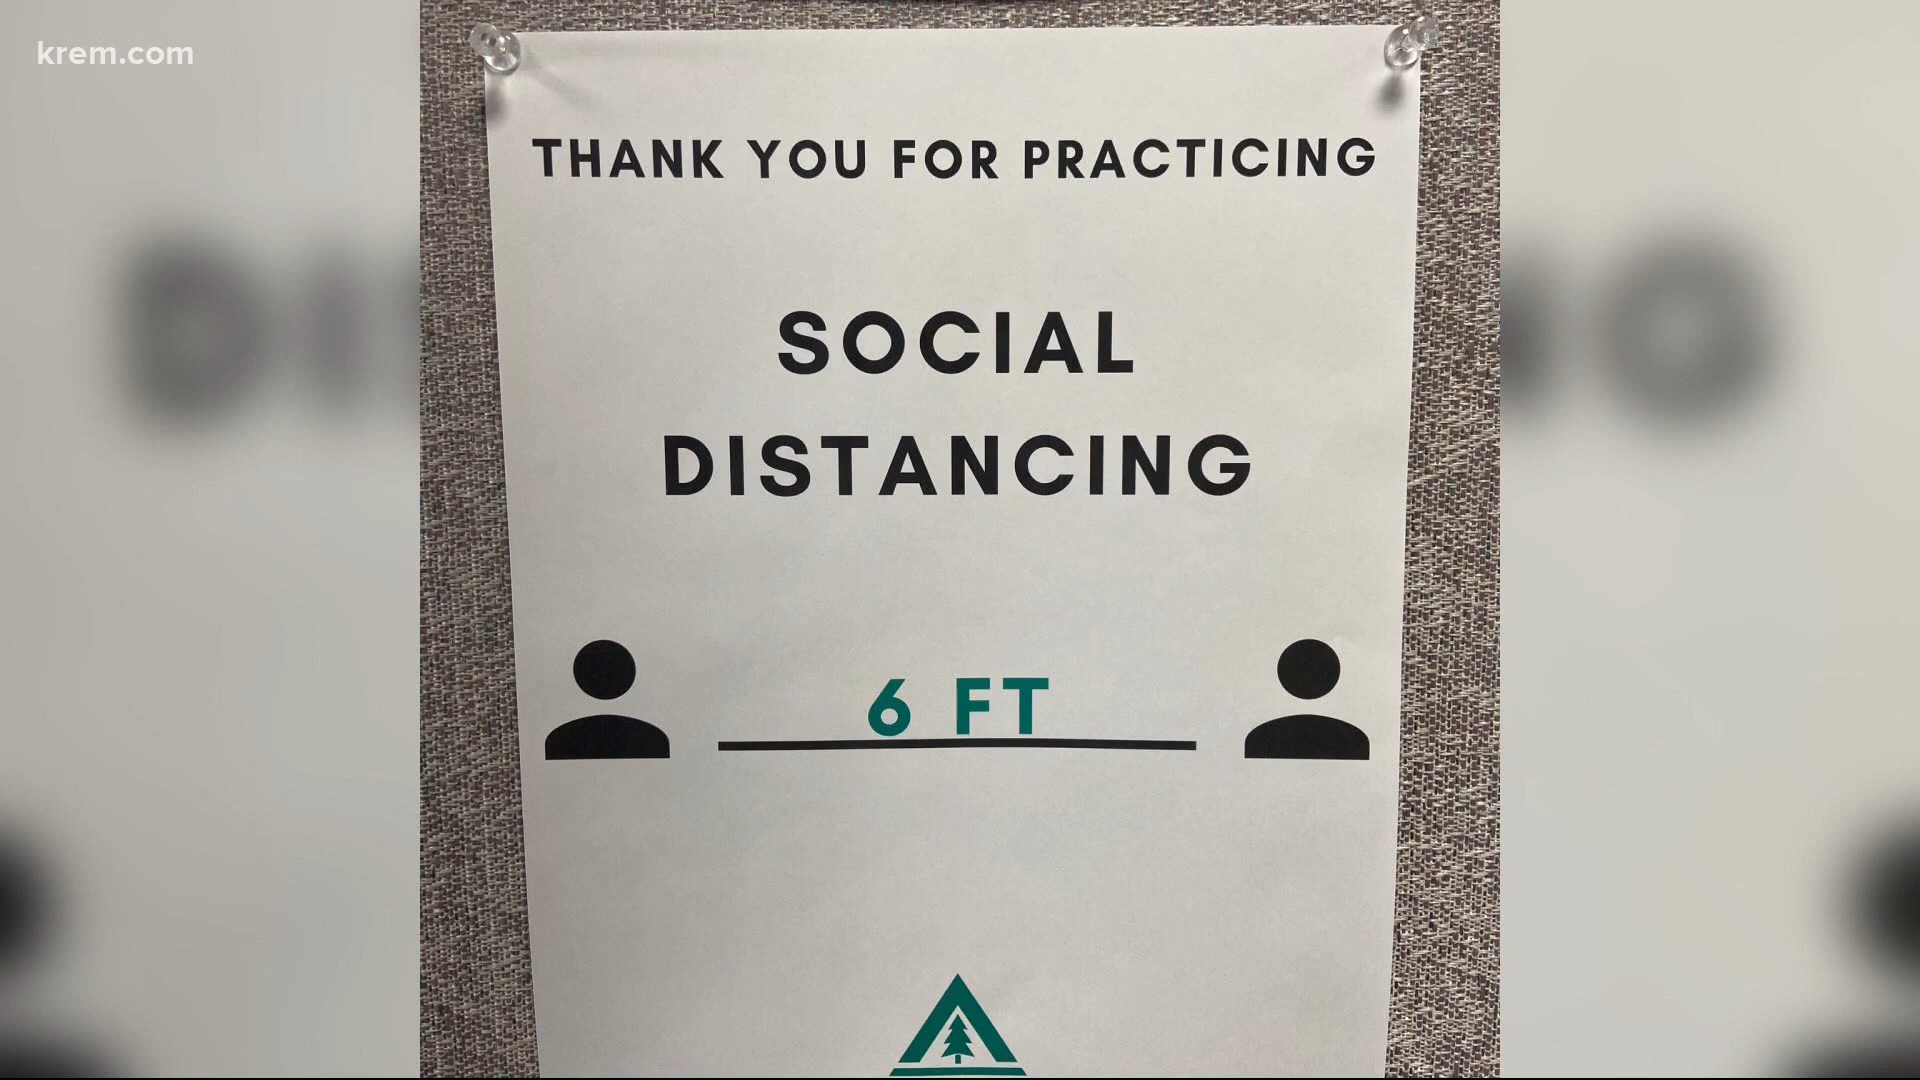 krem.com
THANK YOU FOR PRACTICING
SOCIAL
DISTANCING
6 FT